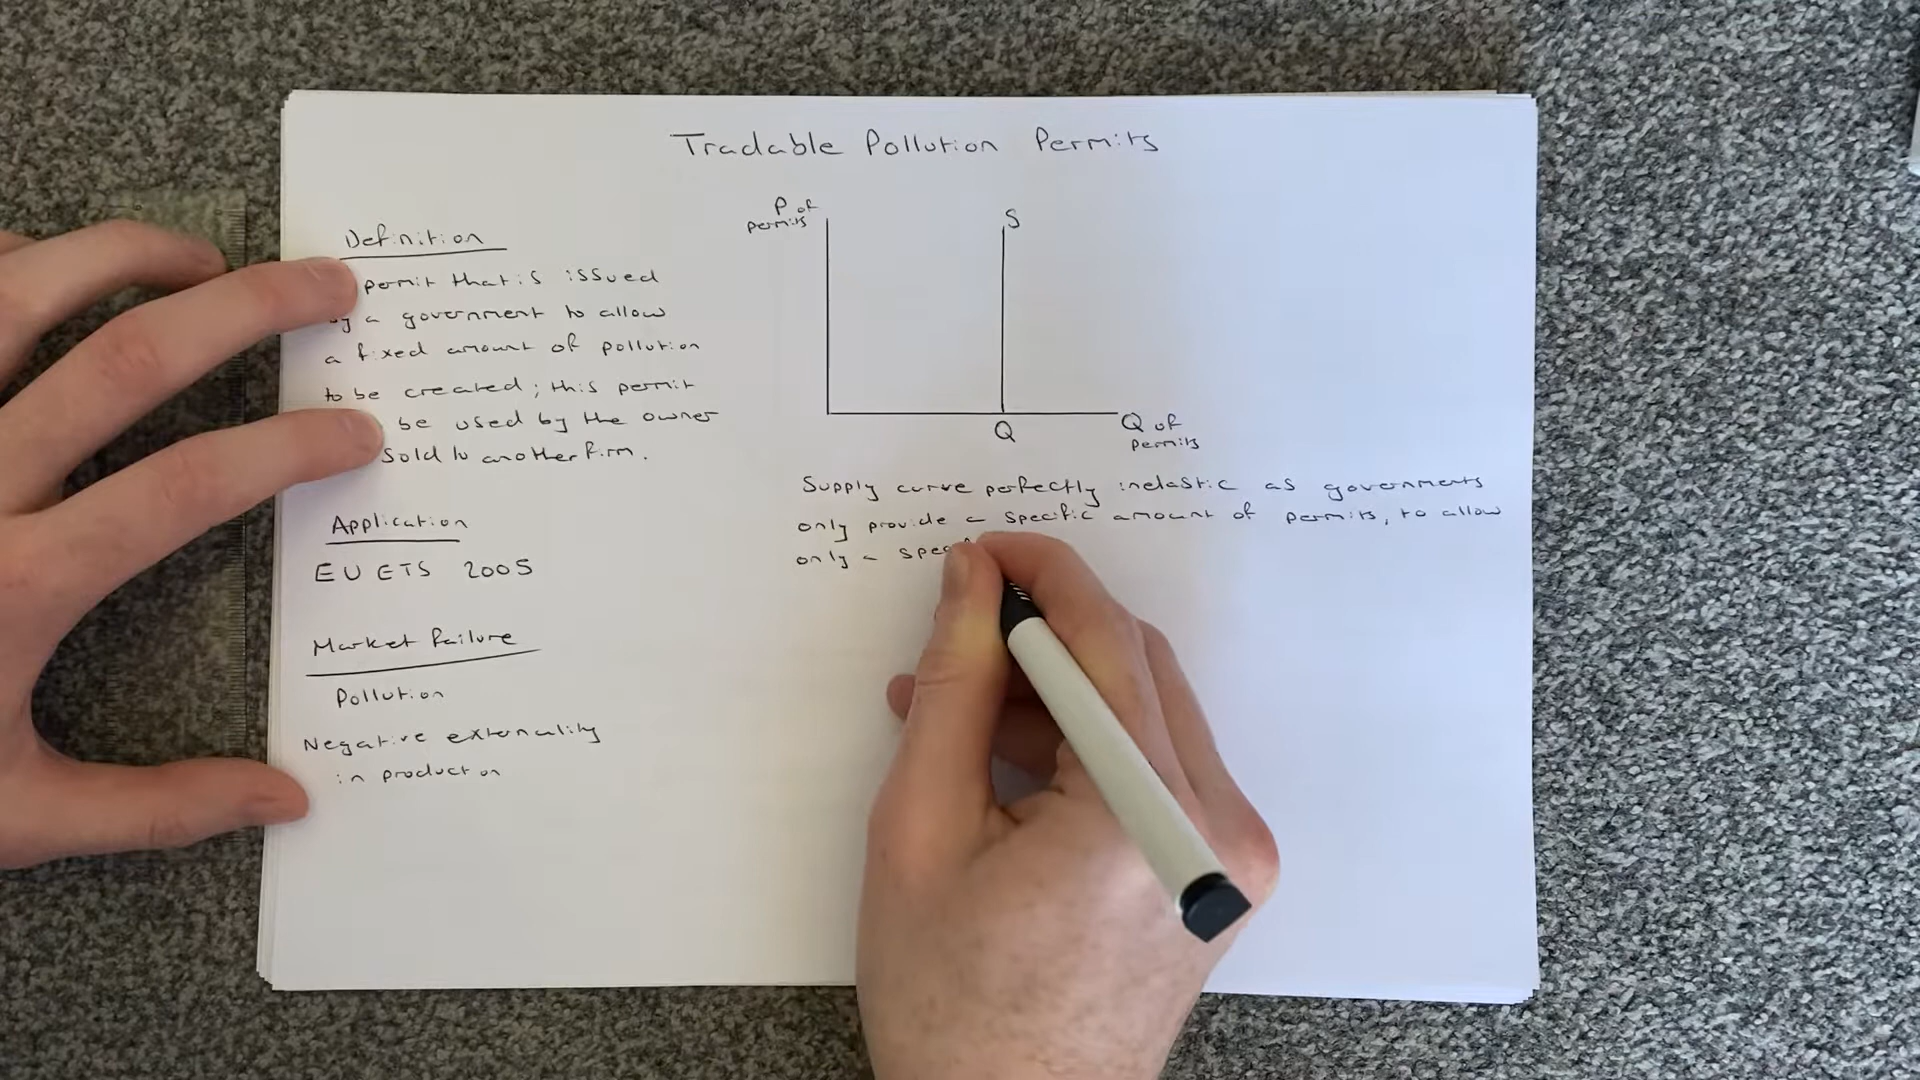 Tradable Pollution Permits
Definition
permit that is issued
by a government to allow
a fixed amount of pollution
to be created; this permit
be used by the owner
sold to another firm.
Application
EU ETS 2005
Market failure
Pollution
Negative externality
in production
P of
permits
S
Q
Q of
permits
Supply curve perfectly inelastic as governments
only provide a specific amount of permits, to allow
only a